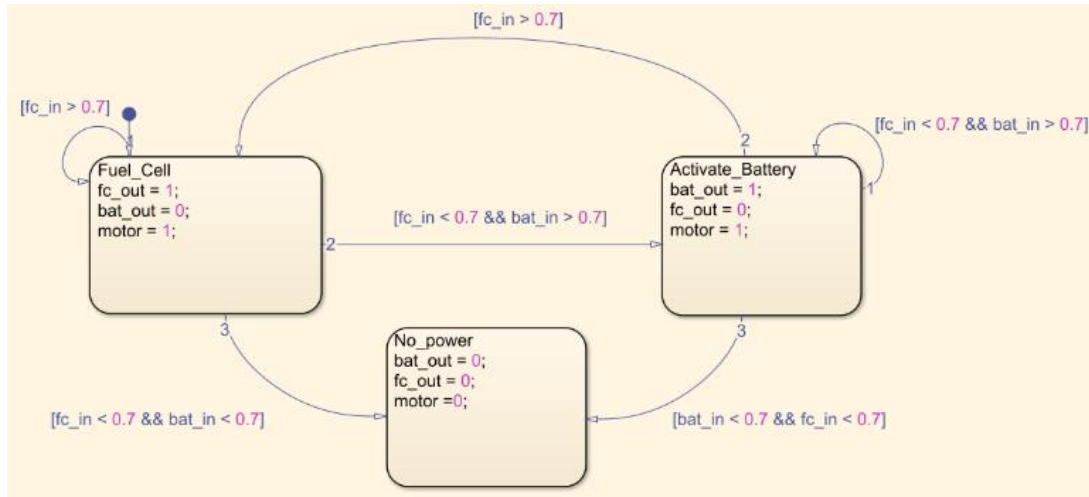 [fc_in > 0.7]
[fc_in > 0.7]
1
Fuel_Cell
fc_out = 1;
bat_out = 0;
motor = 1;
2
[fc_in < 0.7 && bat_in > 0.7]
2
[fc_in < 0.7 && bat_in > 0.7]
1
Activate_Battery
bat_out = 1;
fc_out = 0;
motor = 1;
3
3
No_power
bat_out = 0;
fc_out = 0;
motor =0;
[fc_in < 0.7 && bat_in < 0.7]
[bat_in < 0.7 && fc_in < 0.7]